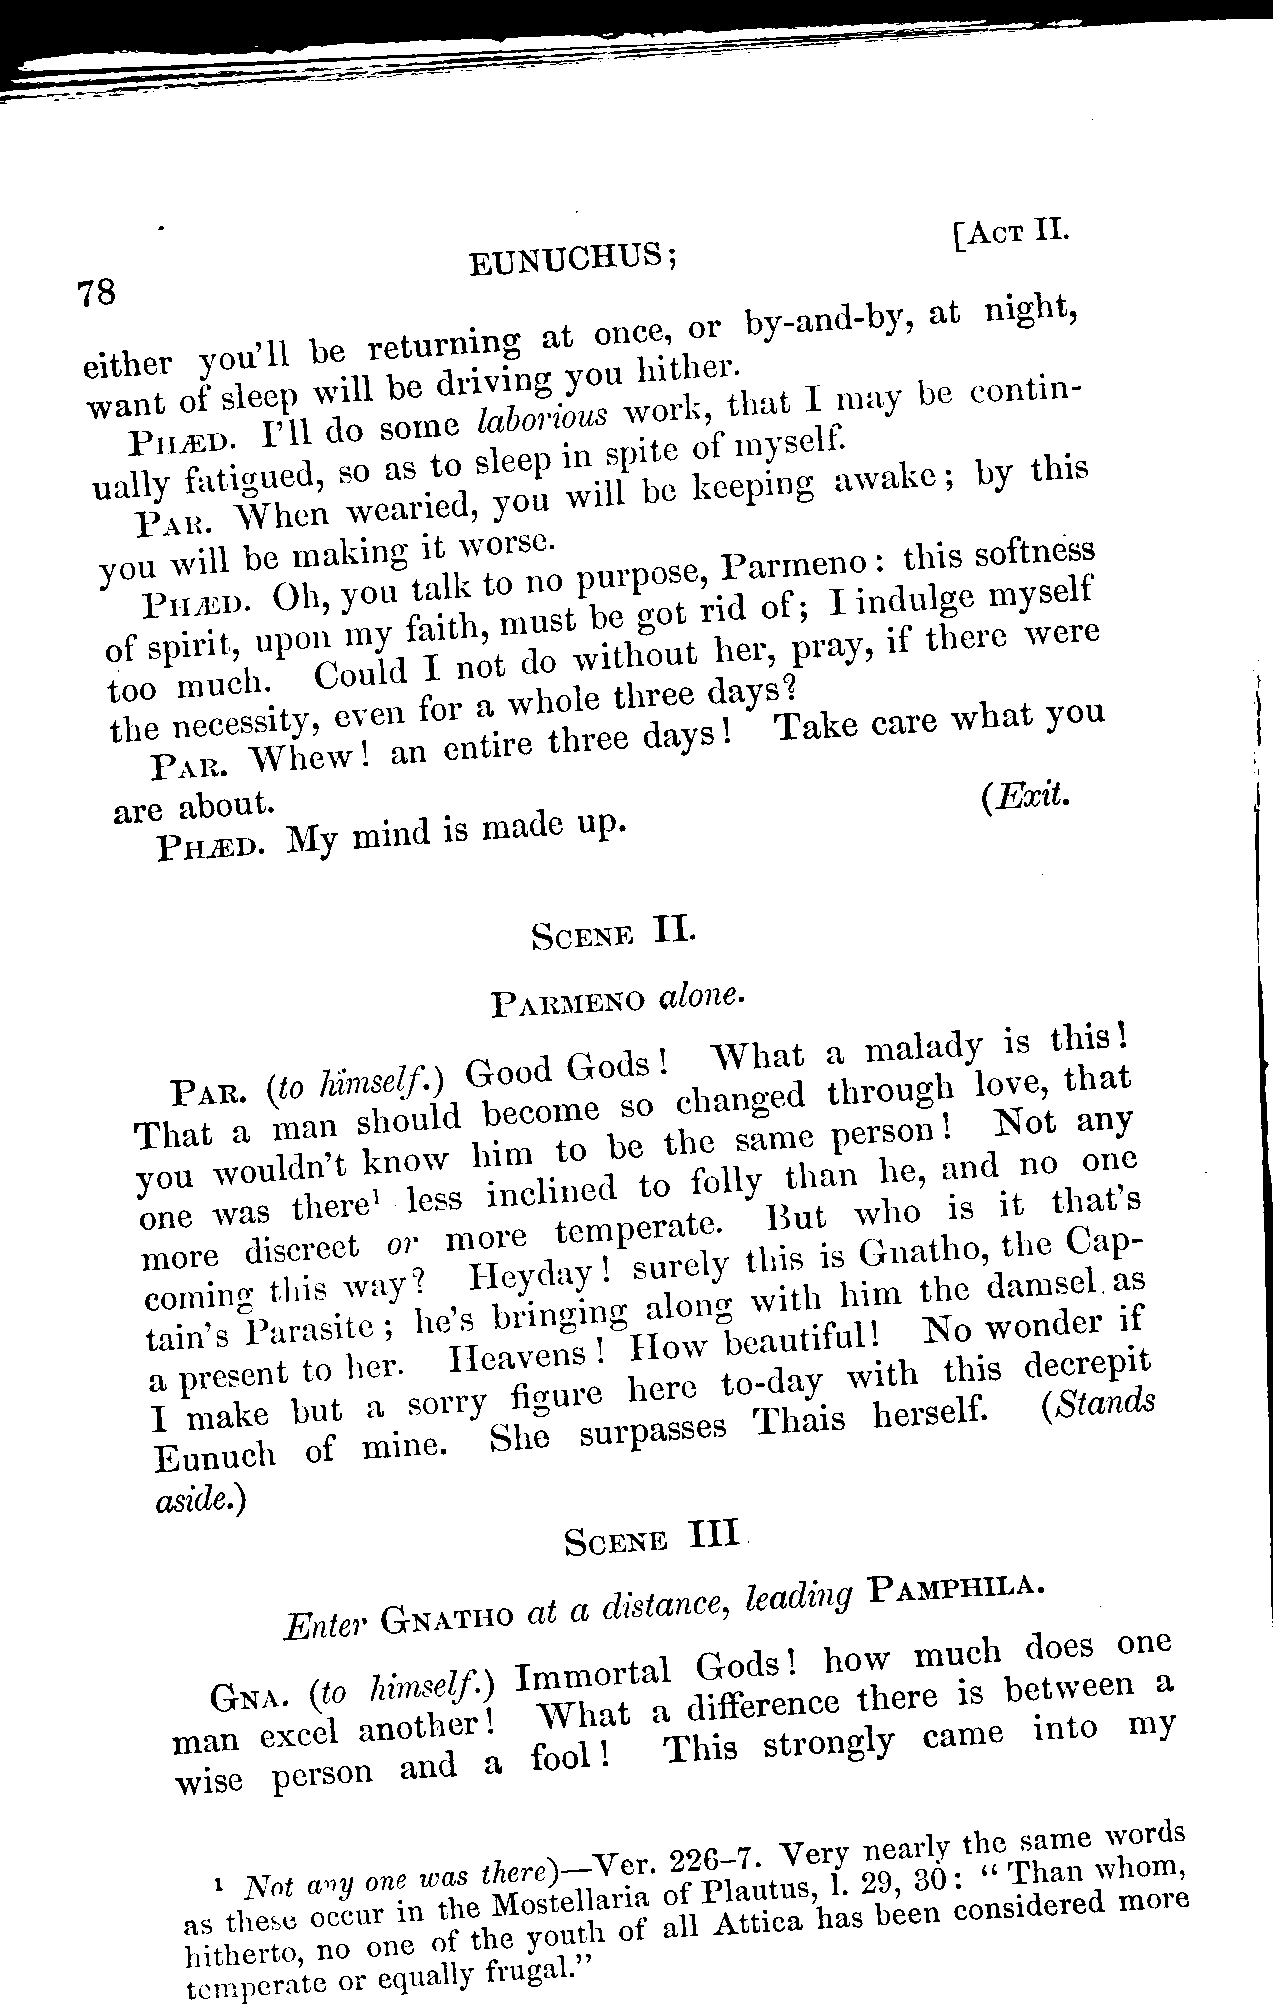 78 EUNUCHUS; [ACT II.
either you'll be returning at once, or by-and-by, at night,
want of sleep will be driving you hither.
PHÆD. I'll do some laborious work, that I may be contin-
ually fatigued, so as to sleep in spite of myself.
PAR. When wearied, you will be keeping awake; by this
you will be making it worse.
PHÆD. Oh, you talk to no purpose, Parmeno: this softness
of spirit, upon my faith, must be got rid of; I indulge myself
too much. Could I not do without her, pray, if there were
the necessity, even for a whole three days?
PAR. Whew! an entire three days! Take care what you
are about.
PHÆD. My mind is made up. (Exit.
SCENE II.
PARMENO alone.
PAR. (to himself.) Good Gods! What a malady is this!
That a man should become so changed through love, that
you wouldn't know him to be the same person! Not any
one was there¹ less inclined to folly than he, and no one
more discreet or more temperate. But who is it that's
coming this way? Heyday! surely this is Gnatho, the Cap-
tain's Parasite; he's bringing along with him the damsel as
a present to her. Heavens! How beautiful! No wonder if
I make but a sorry figure here to-day with this decrepit
Eunuch of mine. She surpasses Thais herself. (Stands
aside.)
SCENE III
Enter GNATHO at a distance, leading PAMPHILA.
GNA. (to himself.) Immortal Gods! how much does one
man excel another! What a difference there is between a
wise person and a fool! This strongly came into my
¹ Not any one was there)—Ver. 226-7. Very nearly the same words
as these occur in the Mostellaria of Plautus, l. 29, 30: "Than whom,
hitherto, no one of the youth of all Attica has been considered more
temperate or equally frugal."